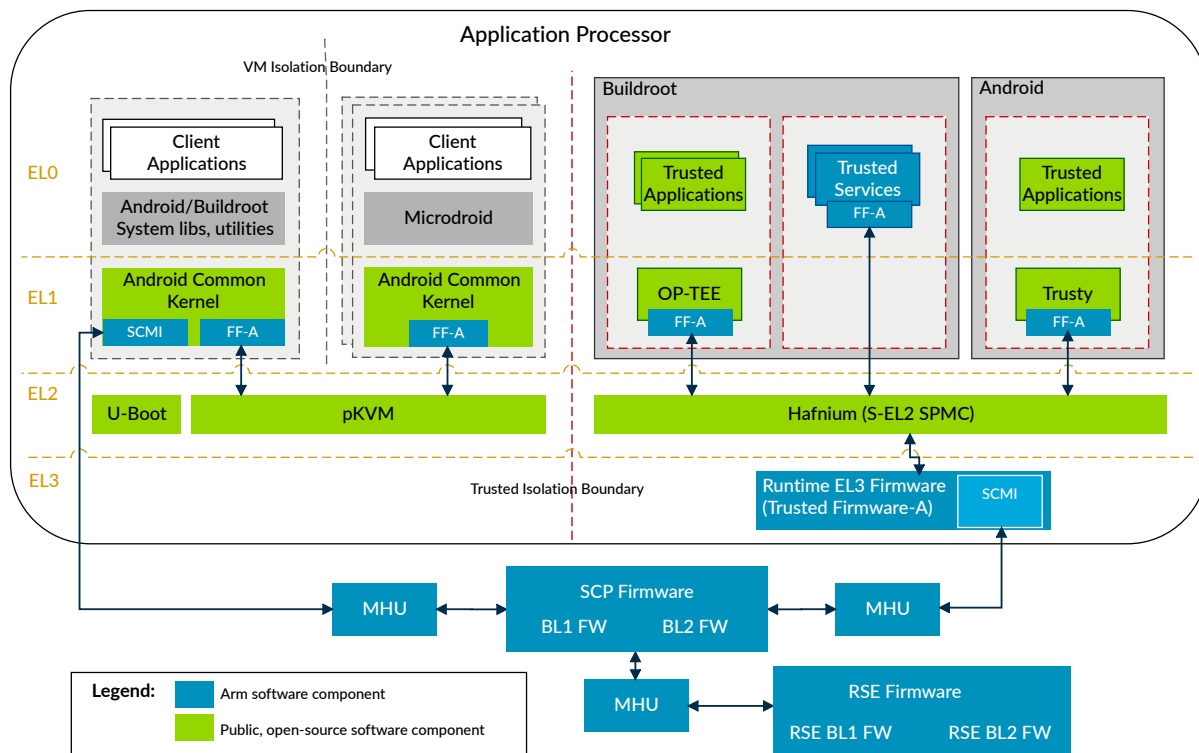 Application Processor
VM Isolation Boundary
Buildroot
Android
EL0
Client
Applications
Client
Applications
Trusted
Applications
Trusted
Services
FF-A
Trusted
Applications
Android/Buildroot
System libs, utilities
Microdroid
EL1
Android Common
Kernel
SCMI
FF-A
Android Common
Kernel
FF-A
OP-TEE
FF-A
Trusty
FF-A
EL2
U-Boot
pKVM
Hafnium (S-EL2 SPMC)
EL3
Trusted Isolation Boundary
Runtime EL3 Firmware
(Trusted Firmware-A)
SCMI
MHU
SCP Firmware
BL1 FW
BL2 FW
MHU
MHU
RSE Firmware
RSE BL1 FW
RSE BL2 FW
Legend:
Arm software component
Public, open-source software component